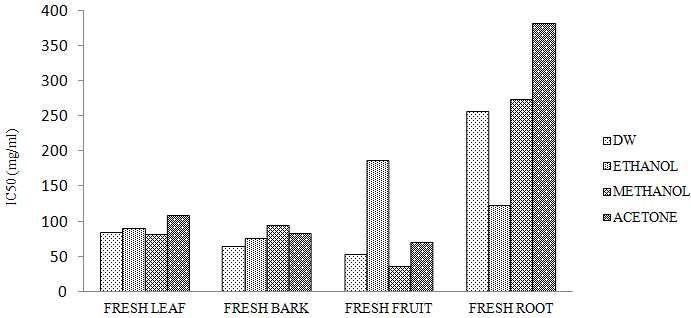 400
350
300
250
200
150
100
50
0
IC50 (mg/ml)
FRESH LEAF FRESH BARK FRESH FRUIT FRESH ROOT
DW
ETHANOL
METHANOL
ACETONE